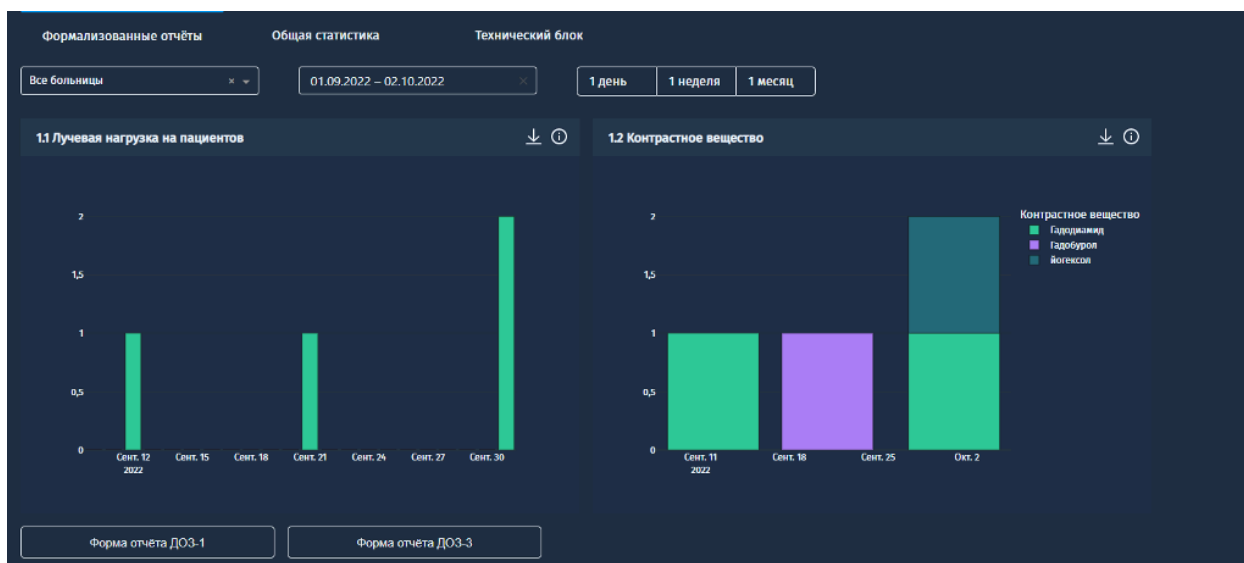 Формализованные отчёты Общая статистика Технический блок
Все больницы × 01.09.2022 – 02.10.2022 × 1 день 1 неделя 1 месяц
1.1 Лучевая нагрузка на пациентов
2
1,5
1
0,5
0
Сент. 12 Сент. 15 Сент. 18 Сент. 21 Сент. 24 Сент. 27 Сент. 30
2022
1.2 Контрастное вещество
2
1,5
1
0,5
0
Сент. 11 Сент. 18 Сент. 25 Окт. 2
2022
Контрастное вещество
Гадодиамид
Гадобурол
йогексол
Форма отчёта ДОЗ-1 Форма отчёта ДОЗ-3